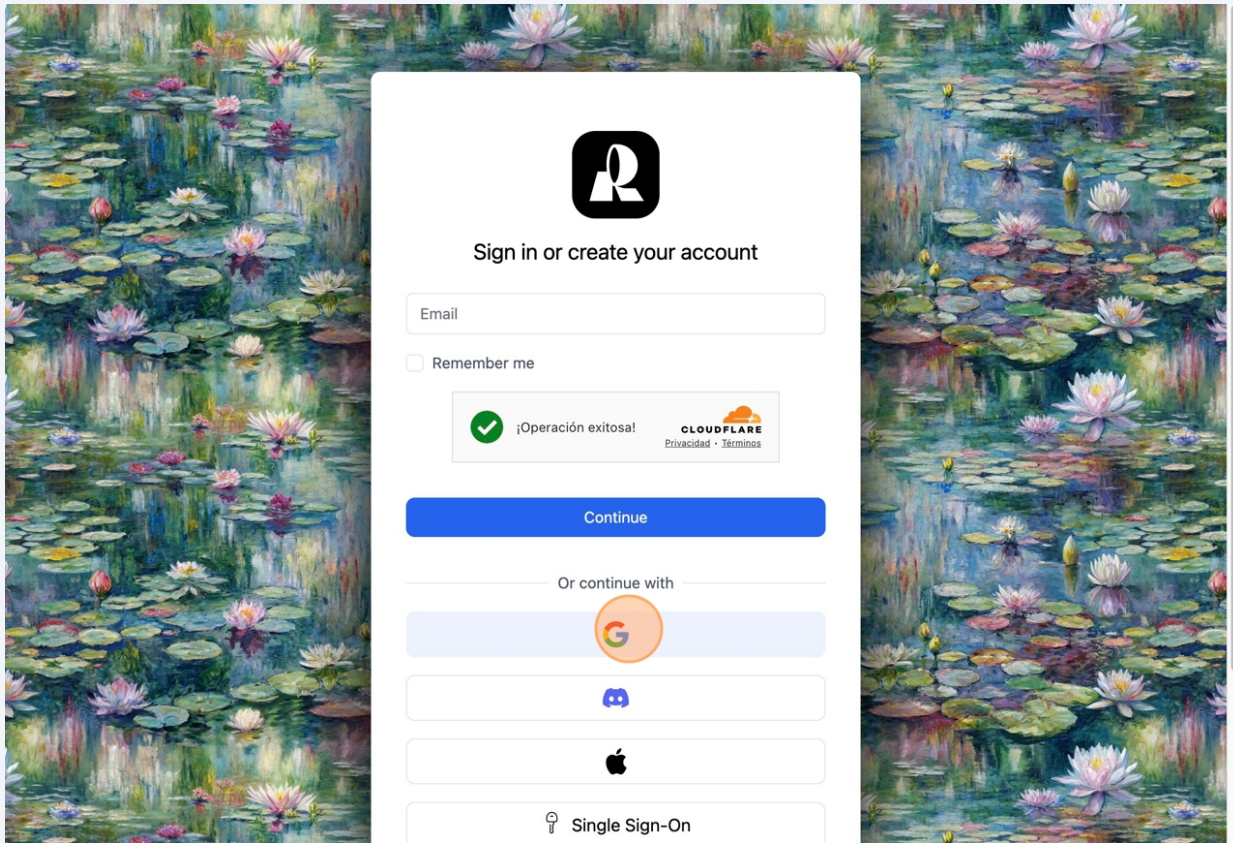 Sign in or create your account
Email
Remember me
¡Operación exitosa!
CLOUDFLARE
Privacidad • Términos
Continue
Or continue with
Single Sign-On